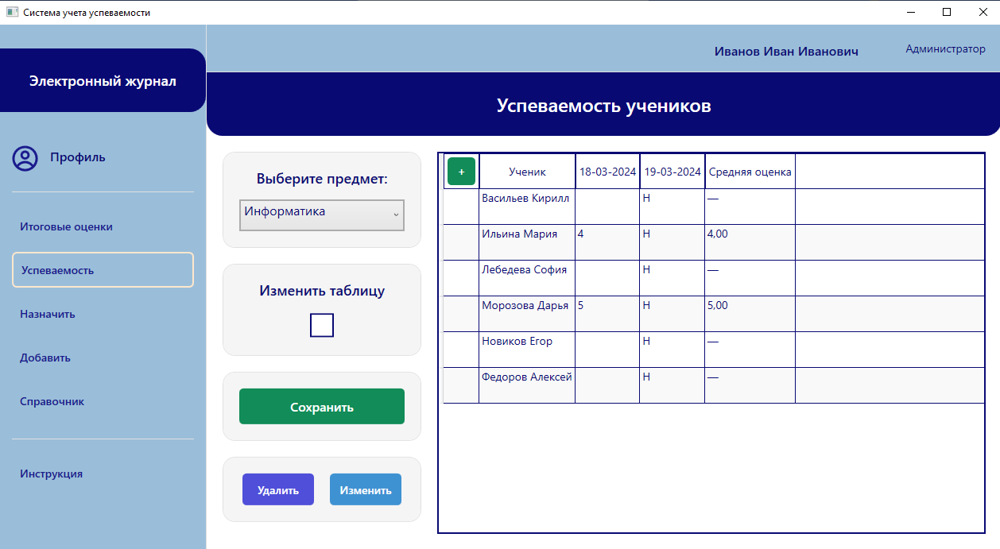 Система учета успеваемости
Иванов Иван Иванович Администратор
Электронный журнал
Успеваемость учеников
Профиль
Итоговые оценки
Успеваемость
Назначить
Добавить
Справочник
Инструкция
Выберите предмет:
Информатика
Изменить таблицу
Сохранить
Удалить Изменить
+ Ученик 18-03-2024 19-03-2024 Средняя оценка
Васильев Кирилл Н —
Ильина Мария 4 Н 4,00
Лебедева София Н —
Морозова Дарья 5 Н 5,00
Новиков Егор Н —
Федоров Алексей Н —